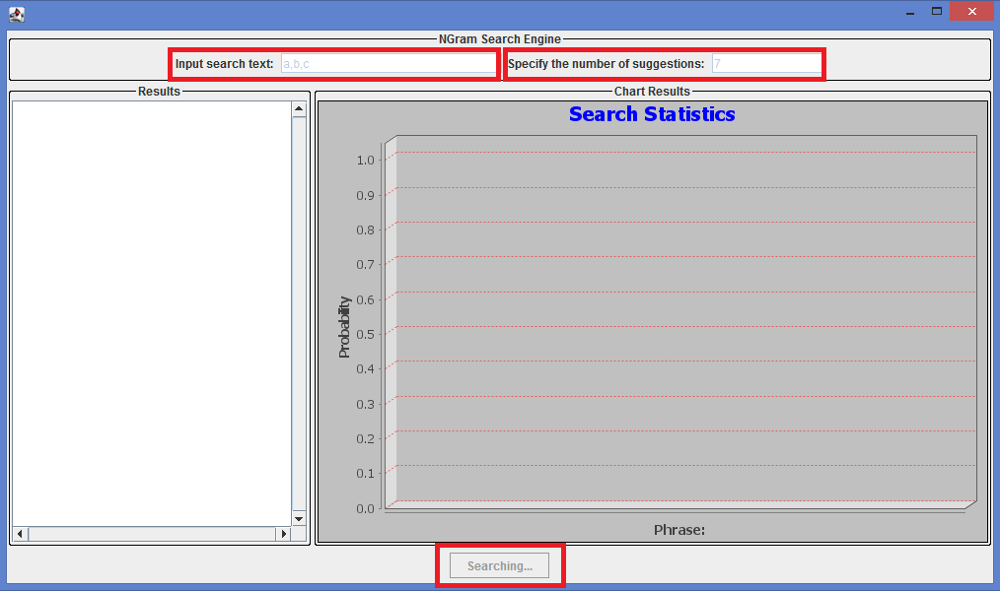 NGram Search Engine
Input search text: a,b,c Specify the number of suggestions: 7
Results
Chart Results
Search Statistics
1.0
0.9
0.8
0.7
0.6
0.5
0.4
0.3
0.2
0.1
0.0
Probability
Phrase:
Searching...